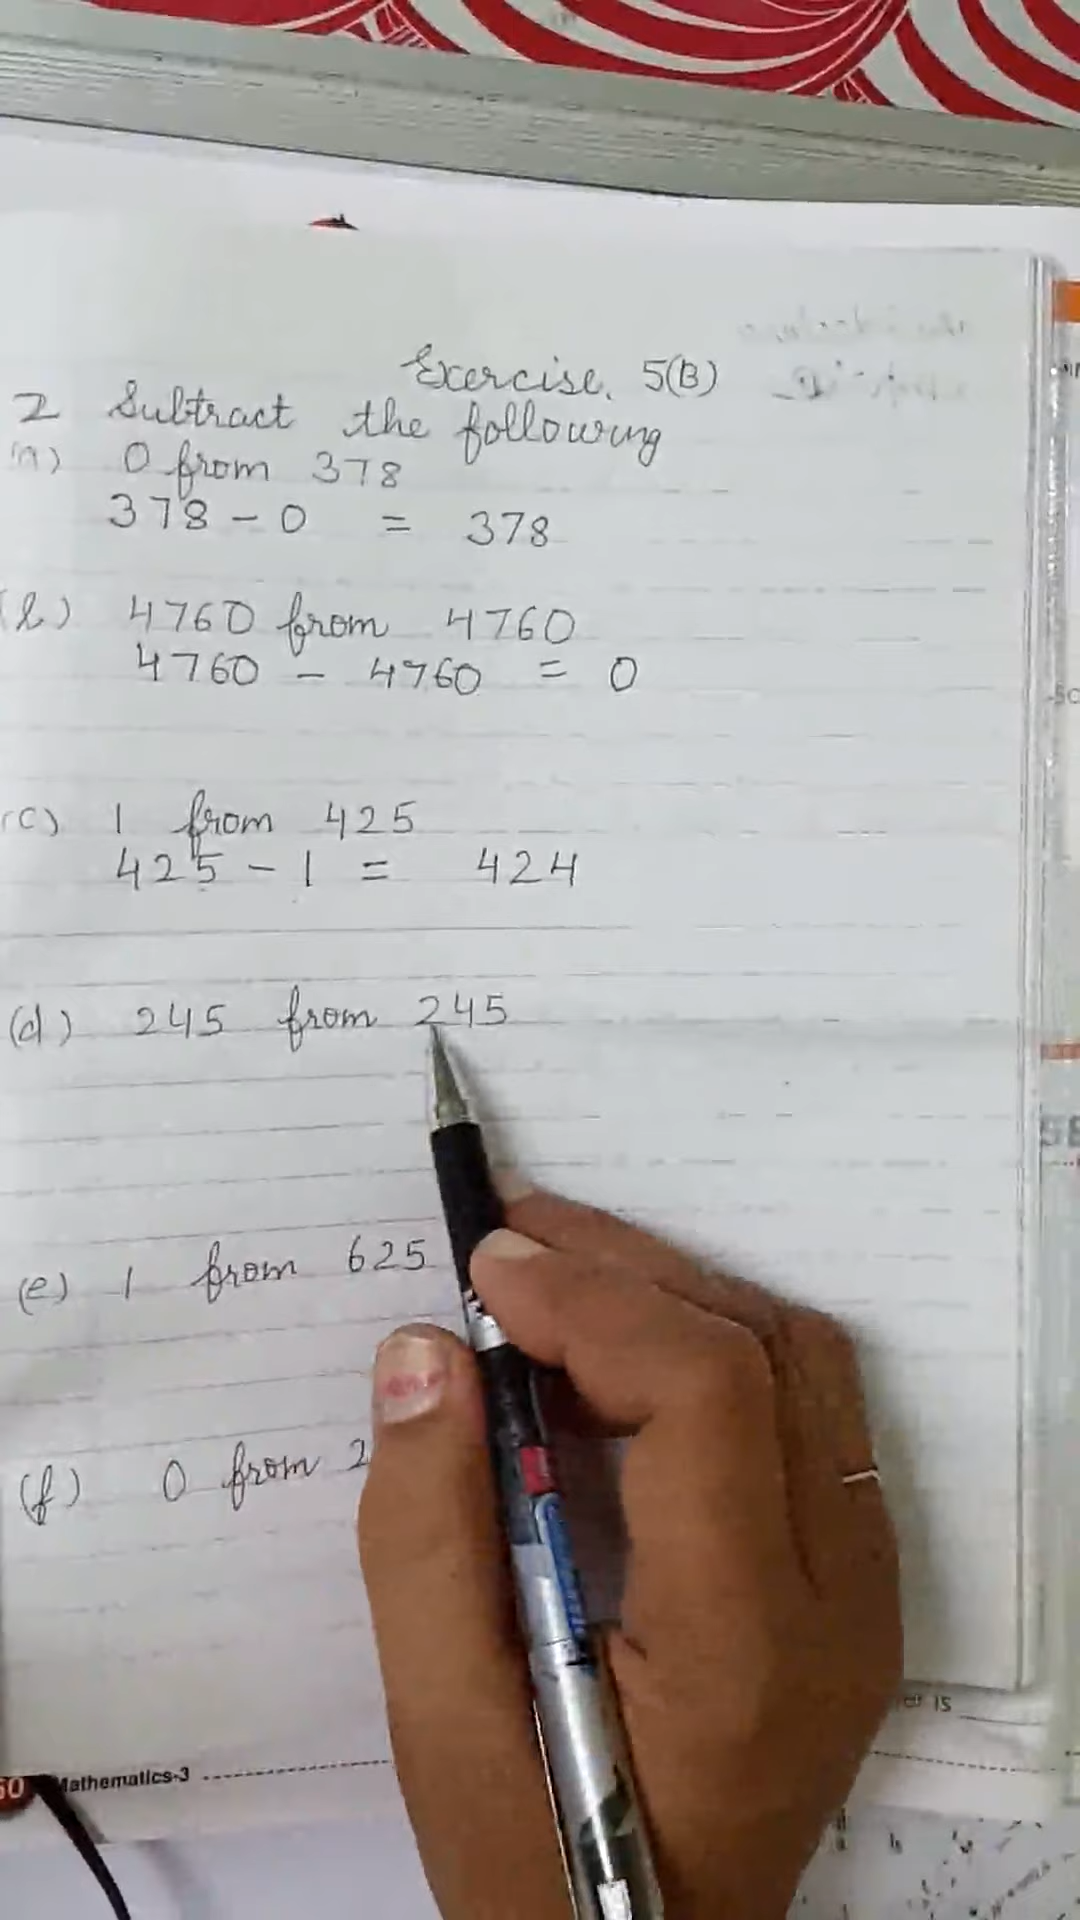 Exercise. 5(B)
2 Subtract the following
(a) 0 from 378
378 - 0 = 378
(b) 4760 from 4760
4760 - 4760 = 0
(c) 1 from 425
425 - 1 = 424
(d) 245 from 245
(e) 1 from 625
(f) 0 from 2
Mathematics-3